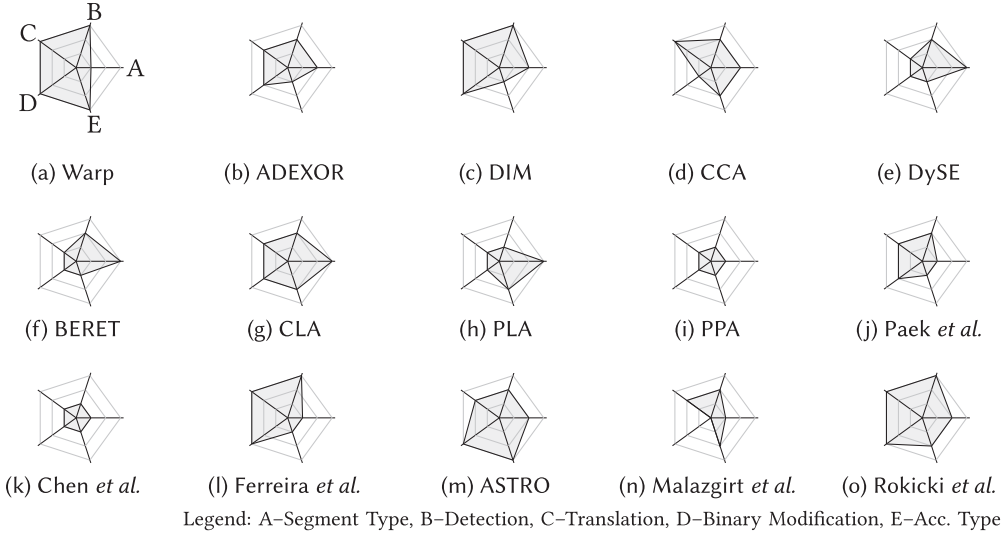 B
C
A
D
E
(a) Warp (b) ADEXOR (c) DIM (d) CCA (e) DySE
(f) BERET (g) CLA (h) PLA (i) PPA (j) Paek et al.
(k) Chen et al. (l) Ferreira et al. (m) ASTRO (n) Malazgirt et al. (o) Rokicki et al.
Legend: A–Segment Type, B–Detection, C–Translation, D–Binary Modification, E–Acc. Type